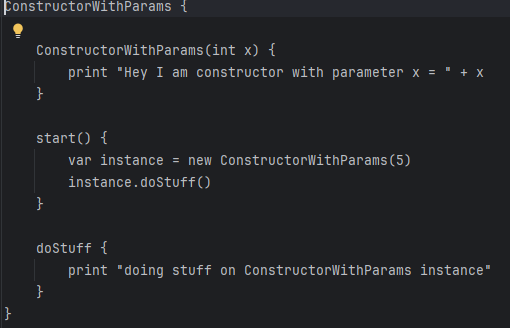 ConstructorWithParams {
ConstructorWithParams(int x) {
print "Hey I am constructor with parameter x = " + x
}
start() {
var instance = new ConstructorWithParams(5)
instance.doStuff()
}
doStuff {
print "doing stuff on ConstructorWithParams instance"
}
}